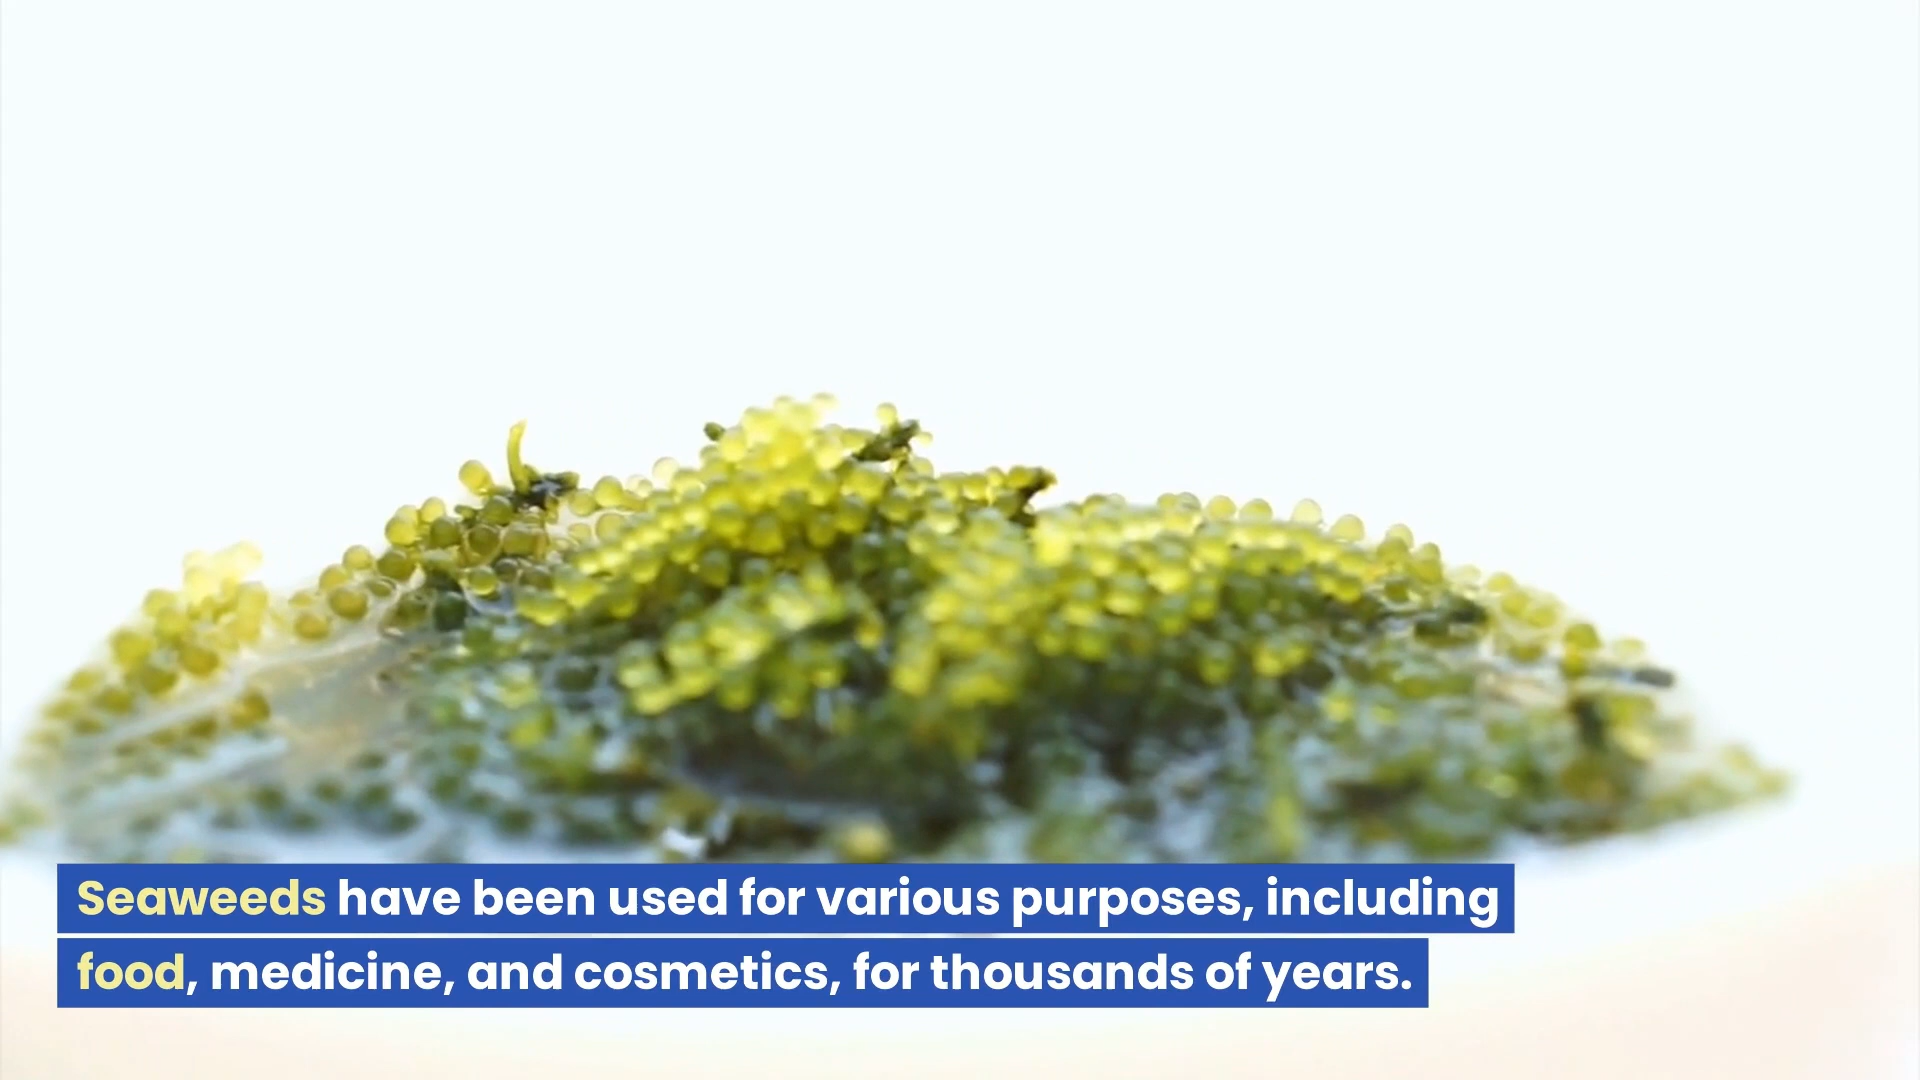 Seaweeds have been used for various purposes, including
food, medicine, and cosmetics, for thousands of years.